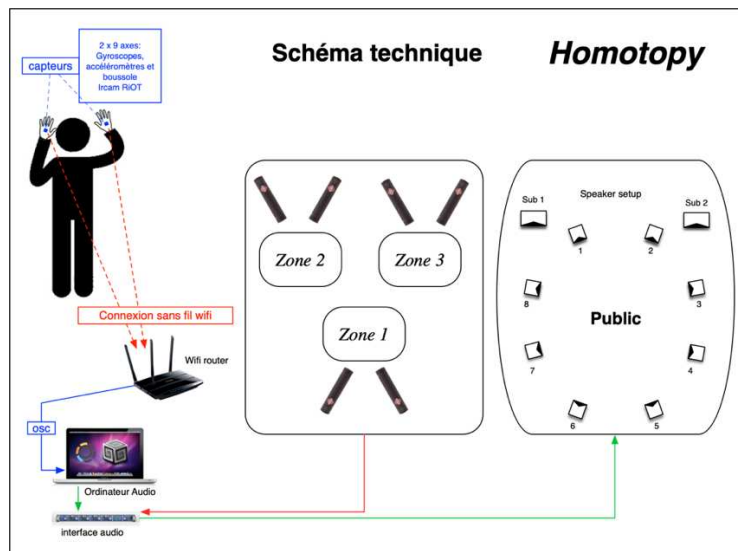 Schéma technique
Homotopy
capteurs
2 x 9 axes:
Gyroscopes,
accéléromètres et
boussole
Ircam RiOT
Connexion sans fil wifi
Wifi router
osc
Ordinateur Audio
interface audio
Zone 2
Zone 3
Zone 1
Speaker setup
Sub 1
Sub 2
1
2
8
3
Public
7
4
6
5